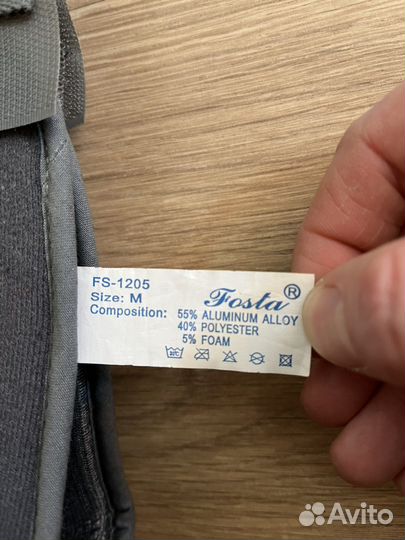 FS-1205
Size: M
Fosta®
Composition: 55% ALUMINUM ALLOY
40% POLYESTER
5% FOAM
Avito